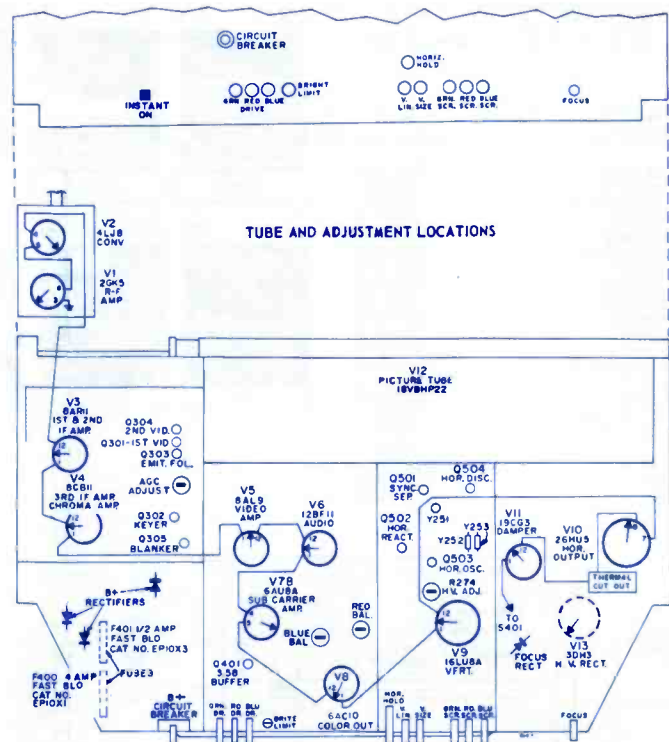 CIRCUIT
BREAKER
HORIZ.
HOLD
INSTANT
ON
GRN. RED BLUE
DRIVE
BRIGHT
LIMIT
V. V.
LIN. SIZE
GRN. RED BLUE
SCR. SCR. SCR.
FOCUS
TUBE AND ADJUSTMENT LOCATIONS
V2
4LJ8
CONV
V1
2GK5
R-F
AMP
V12
PICTURE TUBE
18VBHP22
V3
8AR11
1ST & 2ND
IF AMP.
Q304
2ND VID.
Q301-1ST VID
Q303
EMIT. FOL.
V4
8CB11
3RD IF AMP.
CHROMA AMP.
AGC
ADJUST
Q302
KEYER
Q305
BLANKER
V5
8AL9
VIDEO
AMP
V6
12BF11
AUDIO
Q501
SYNC
SEP.
Q504
HOR. DISC.
Q502
HOR.
REACT.
Y251
Y252
Y253
Q503
HOR. OSC.
R274
H.V. ADJ.
V11
19CG3
DAMPER
V10
26HU5
HOR.
OUTPUT
THERMAL
CUT OUT
V7B
6AU8A
SUB CARRIER
AMP.
BLUE
BAL
RED
BAL.
V9
16LU8A
VERT.
TO
S401
FOCUS
RECT
V13
3DH3
H. V. RECT.
B+
RECTIFIERS
F401 1/2 AMP
FAST BLO
CAT NO. EP10X3
F400 4 AMP
FAST BLO
CAT NO.
EP10X1
FUSES
Q401
3.58
BUFFER
V8
6AC10
COLOR OUT
B+
CIRCUIT
BREAKER
GRN. RD BLU
DR. DR. DR.
BRITE
LIMIT
HOR.
HOLD
V. V.
LIN SIZE
GRN. RD. BLU
SCR. SCR. SCR.
FOCUS